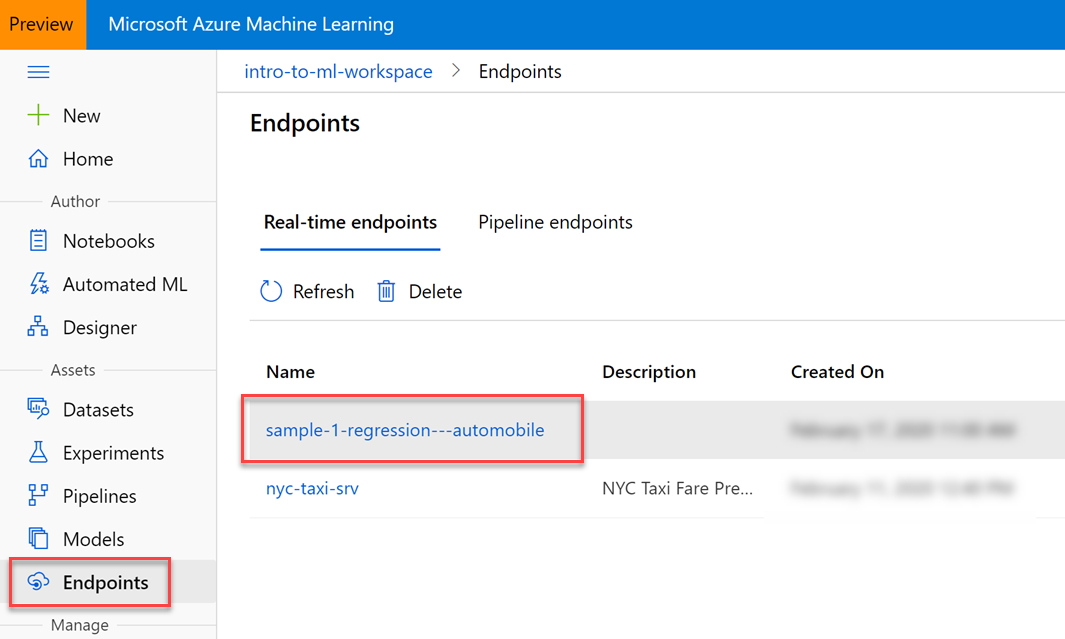 Preview Microsoft Azure Machine Learning
intro-to-ml-workspace > Endpoints
New
Home
Author
Notebooks
Automated ML
Designer
Assets
Datasets
Experiments
Pipelines
Models
Endpoints
Manage
Endpoints
Real-time endpoints Pipeline endpoints
Refresh Delete
Name Description Created On
sample-1-regression---automobile
nyc-taxi-srv NYC Taxi Fare Pre...